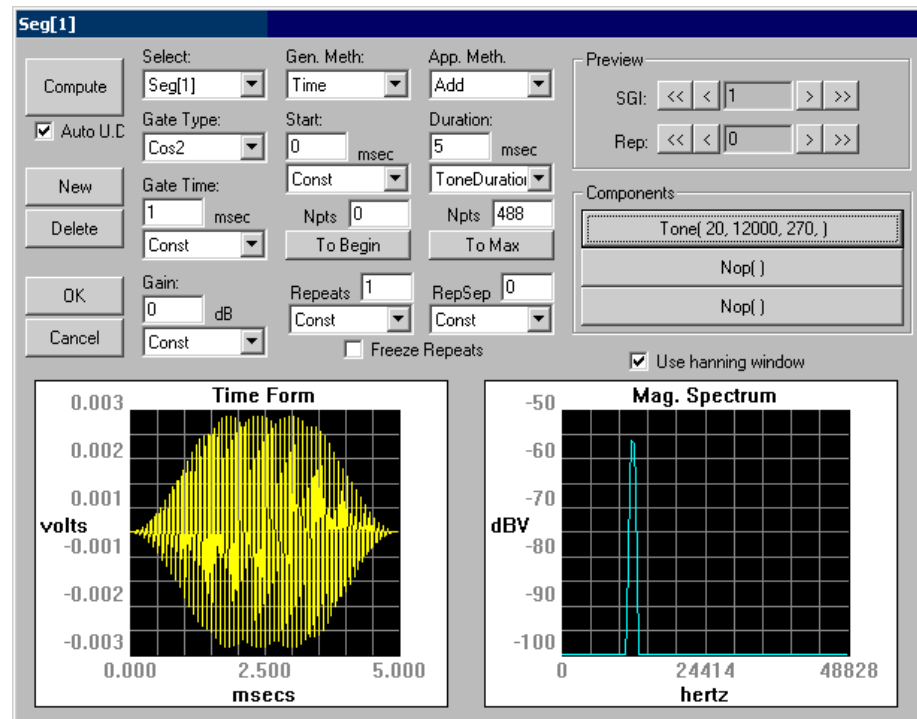 Seg[1]
Compute
Auto U.D
New
Delete
OK
Cancel
Select:
Seg[1]
Gate Type:
Cos2
Gate Time:
1 msec
Const
Gain:
0 dB
Const
Gen. Meth:
Time
Start:
0 msec
Const
Npts 0
To Begin
Repeats 1
Const
App. Meth.
Add
Duration:
5 msec
ToneDuration
Npts 488
To Max
RepSep 0
Const
Freeze Repeats
Preview
SGI: << < 1 > >>
Rep: << < 0 > >>
Components
Tone( 20, 12000, 270, )
Nop( )
Nop( )
Use hanning window
Time Form
0.003
0.002
0.001
volts
-0.001
-0.002
-0.003
0.000 2.500 5.000
msecs
Mag. Spectrum
-50
-60
-70
dBV
-80
-90
-100
0 24414 48828
hertz